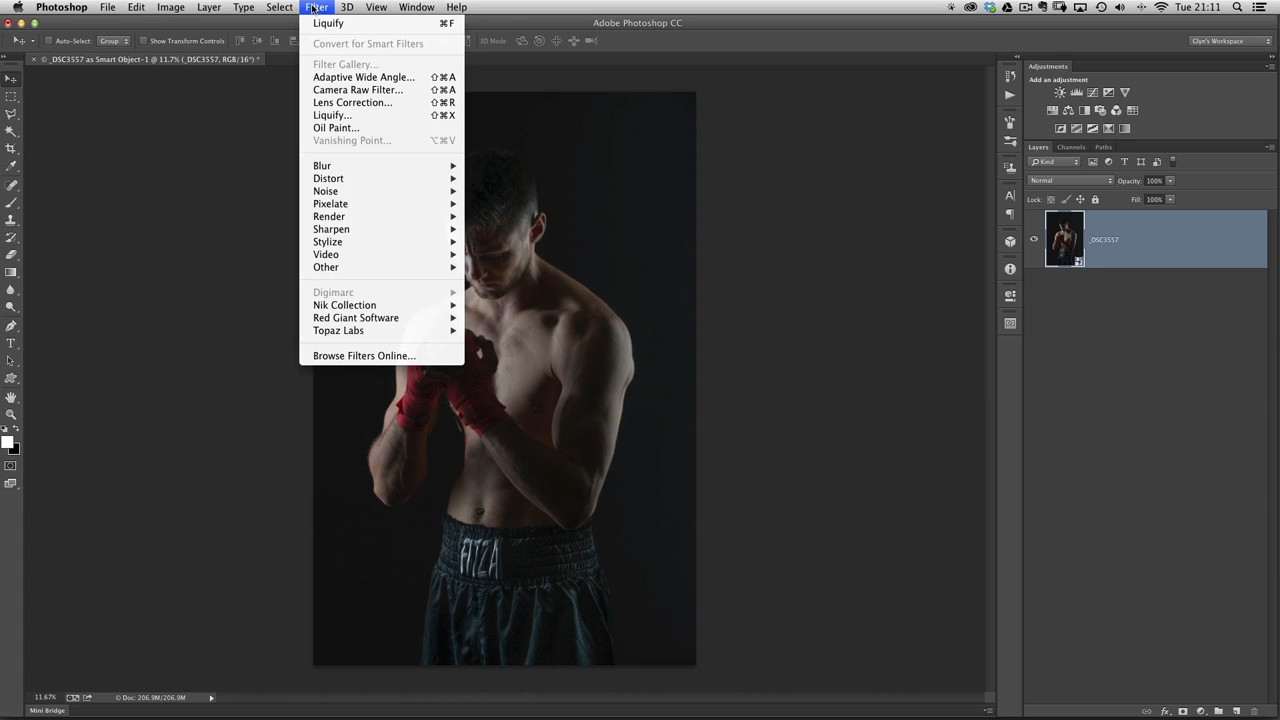 Photoshop File Edit Image Layer Type Select Filter 3D View Window Help Tue 21:11
Adobe Photoshop CC
Auto-Select: Group Show Transform Controls 3D Mode: Glyn's Workspace
© _DSC3557 as Smart Object-1 @ 11.7% (_DSC3557, RGB/16*) *
Liquify ⌘F
Convert for Smart Filters
Filter Gallery...
Adaptive Wide Angle... ⇧⌘A
Camera Raw Filter... ⇧⌘A
Lens Correction... ⇧⌘R
Liquify... ⇧⌘X
Oil Paint...
Vanishing Point... ⌥⌘V
Blur
Distort
Noise
Pixelate
Render
Sharpen
Stylize
Video
Other
Digimarc
Nik Collection
Red Giant Software
Topaz Labs
Browse Filters Online...
Adjustments
Add an adjustment
Layers Channels Paths
Kind
Normal Opacity: 100%
Lock: Fill: 100%
_DSC3557
11.67% © Doc: 206.9M/206.9M
Mini Bridge